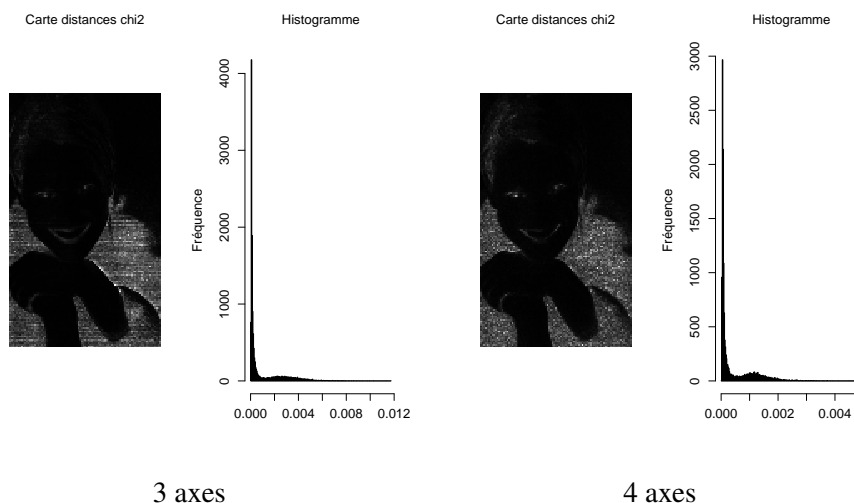 Carte distances chi2
Histogramme
Fréquence
4000
3000
2000
1000
0
0.000 0.004 0.008 0.012
3 axes
Carte distances chi2
Histogramme
Fréquence
3000
2500
2000
1500
1000
500
0
0.000 0.002 0.004
4 axes